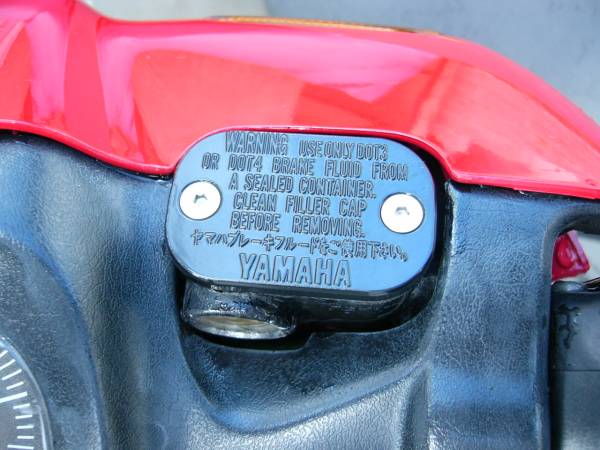 WARNING USE ONLY DOT3
OR DOT4 BRAKE FLUID FROM
A SEALED CONTAINER.
CLEAN FILLER CAP
BEFORE REMOVING.
ヤマハブレーキフルードをご使用下さい。
YAMAHA